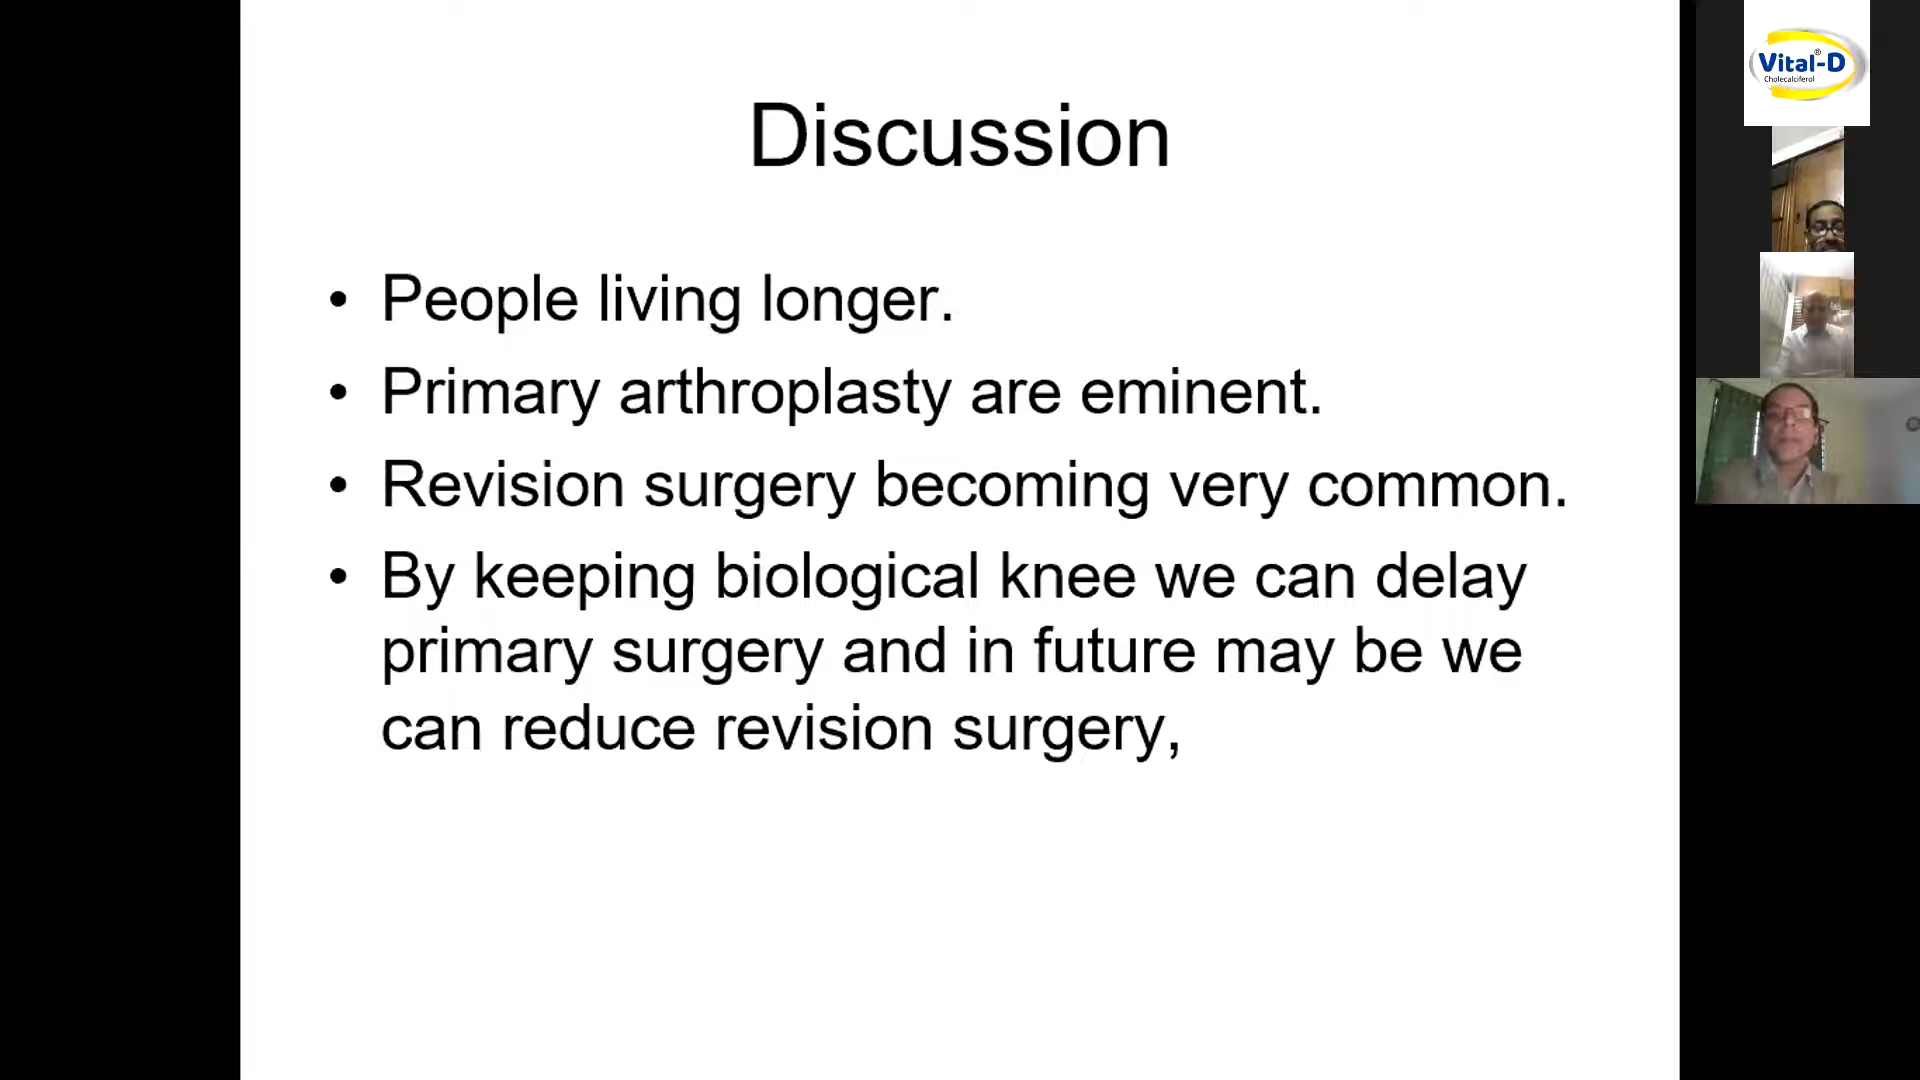 Discussion
• People living longer.
• Primary arthroplasty are eminent.
• Revision surgery becoming very common.
• By keeping biological knee we can delay
primary surgery and in future may be we
can reduce revision surgery,
Vital-D®
Cholecalciferol